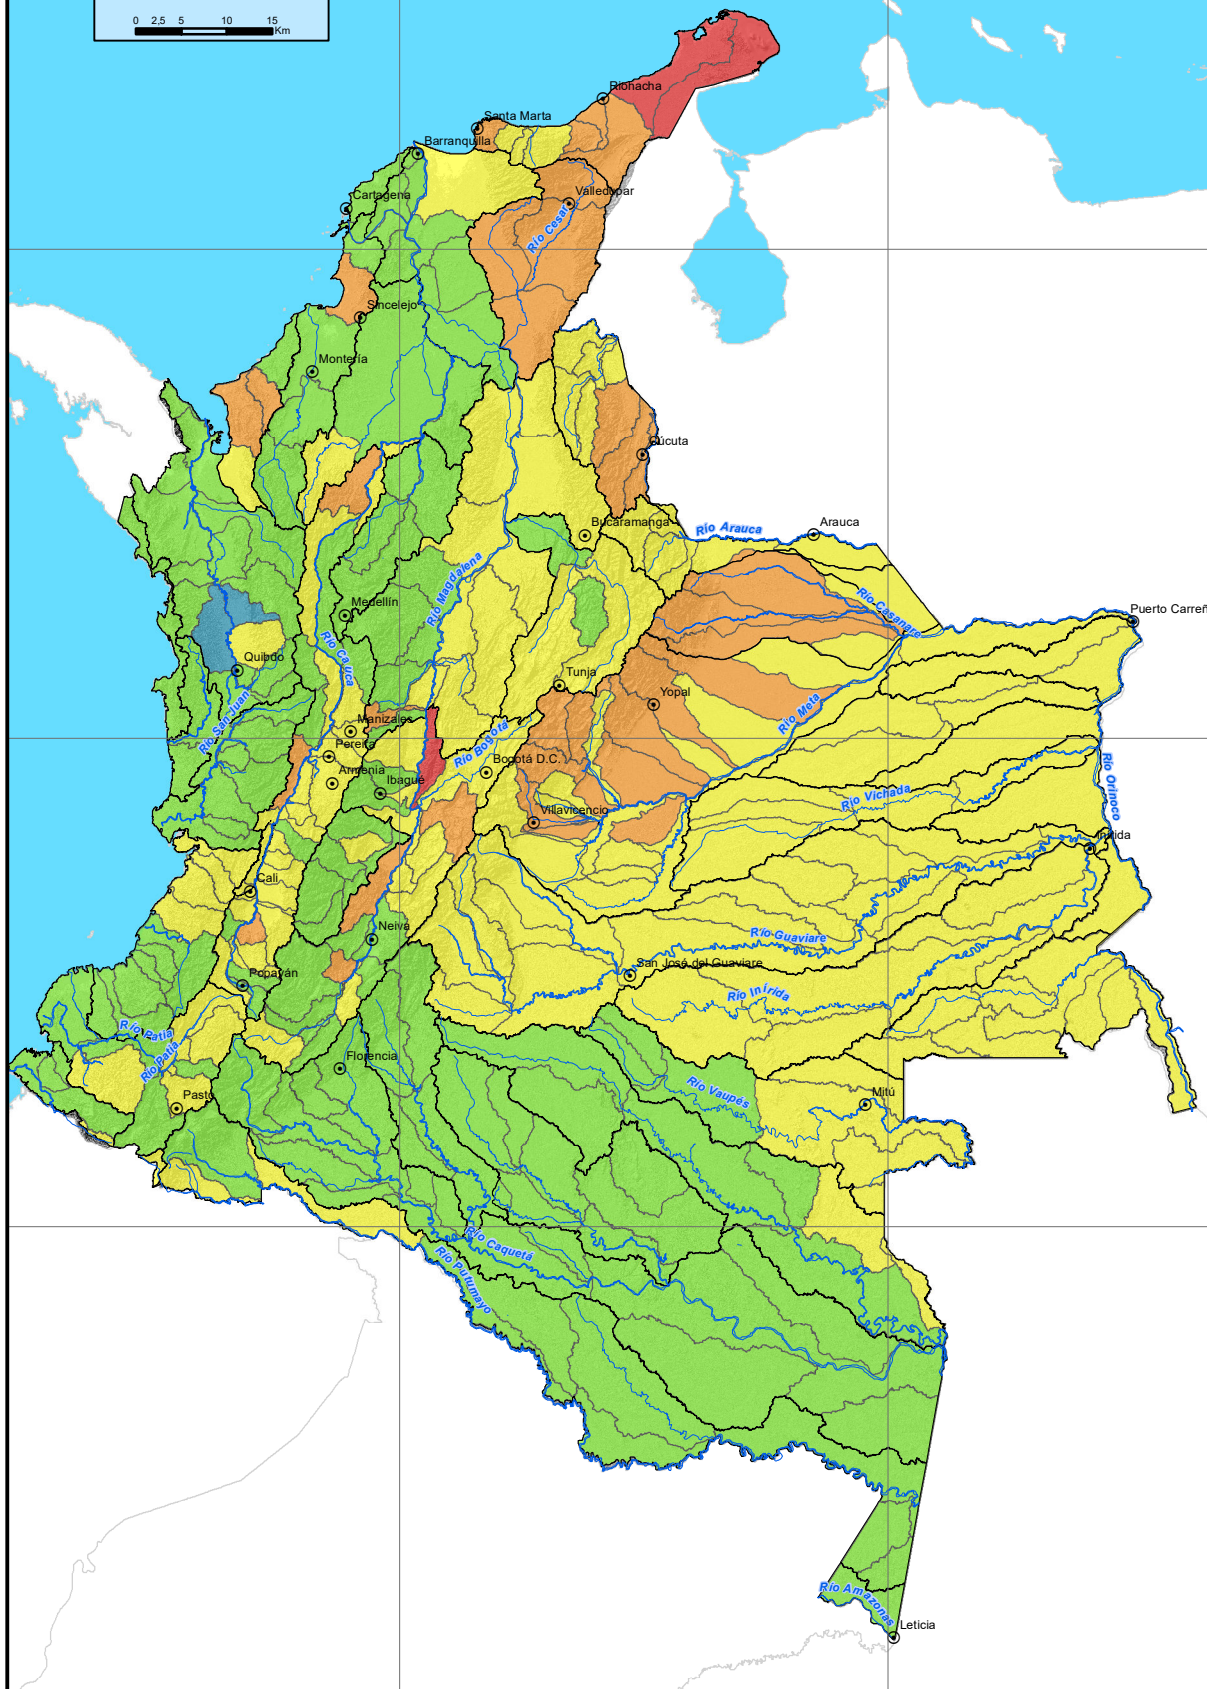 0 2,5 5 10 15
Km
Riohacha
Santa Marta
Barranquilla
Valledupar
Cartagena
Río Cesar
Sincelejo
Montería
Cúcuta
Bucaramanga
Río Arauca
Arauca
Río Magdalena
Río Casanare
Medellín
Puerto Carreñ
Río Cauca
Quibdo
Tunja
Yopal
Río San Juan
Manizales
Río Meta
Pereira
Río Bogotá
Bogotá D.C.
Armenia
Ibagué
Río Orinoco
Río Vichada
Villavicencio
Inírida
Cali
Neiva
Río Guaviare
San José del Guaviare
Popayán
Río Inírida
Río Patía
Río Patía
Florencia
Río Vaupés
Mitú
Pasto
Río Caquetá
Río Putumayo
Río Amazonas
Leticia